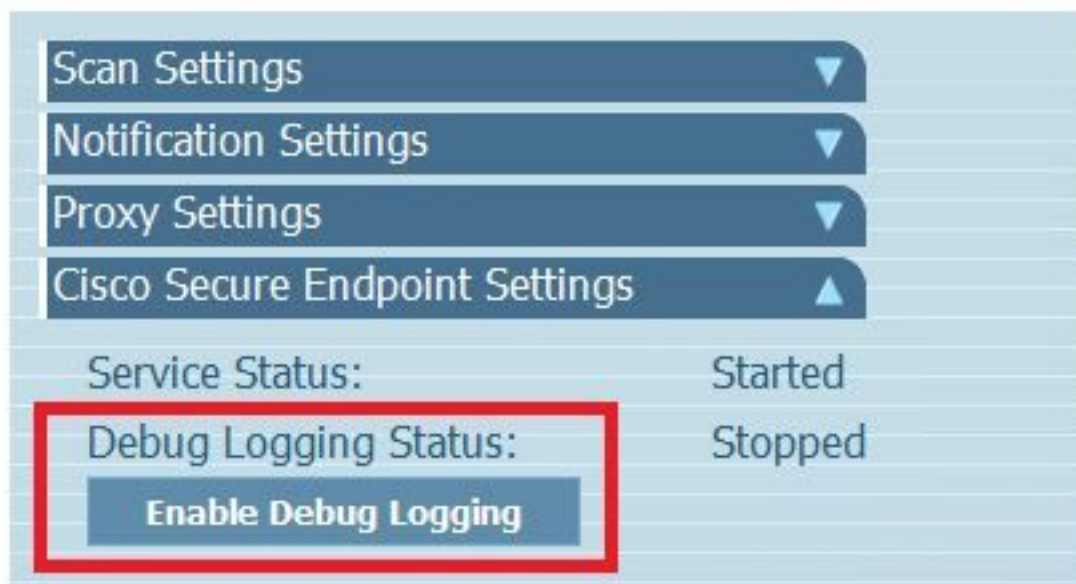 Scan Settings
Notification Settings
Proxy Settings
Cisco Secure Endpoint Settings
Service Status: Started
Debug Logging Status: Stopped
Enable Debug Logging